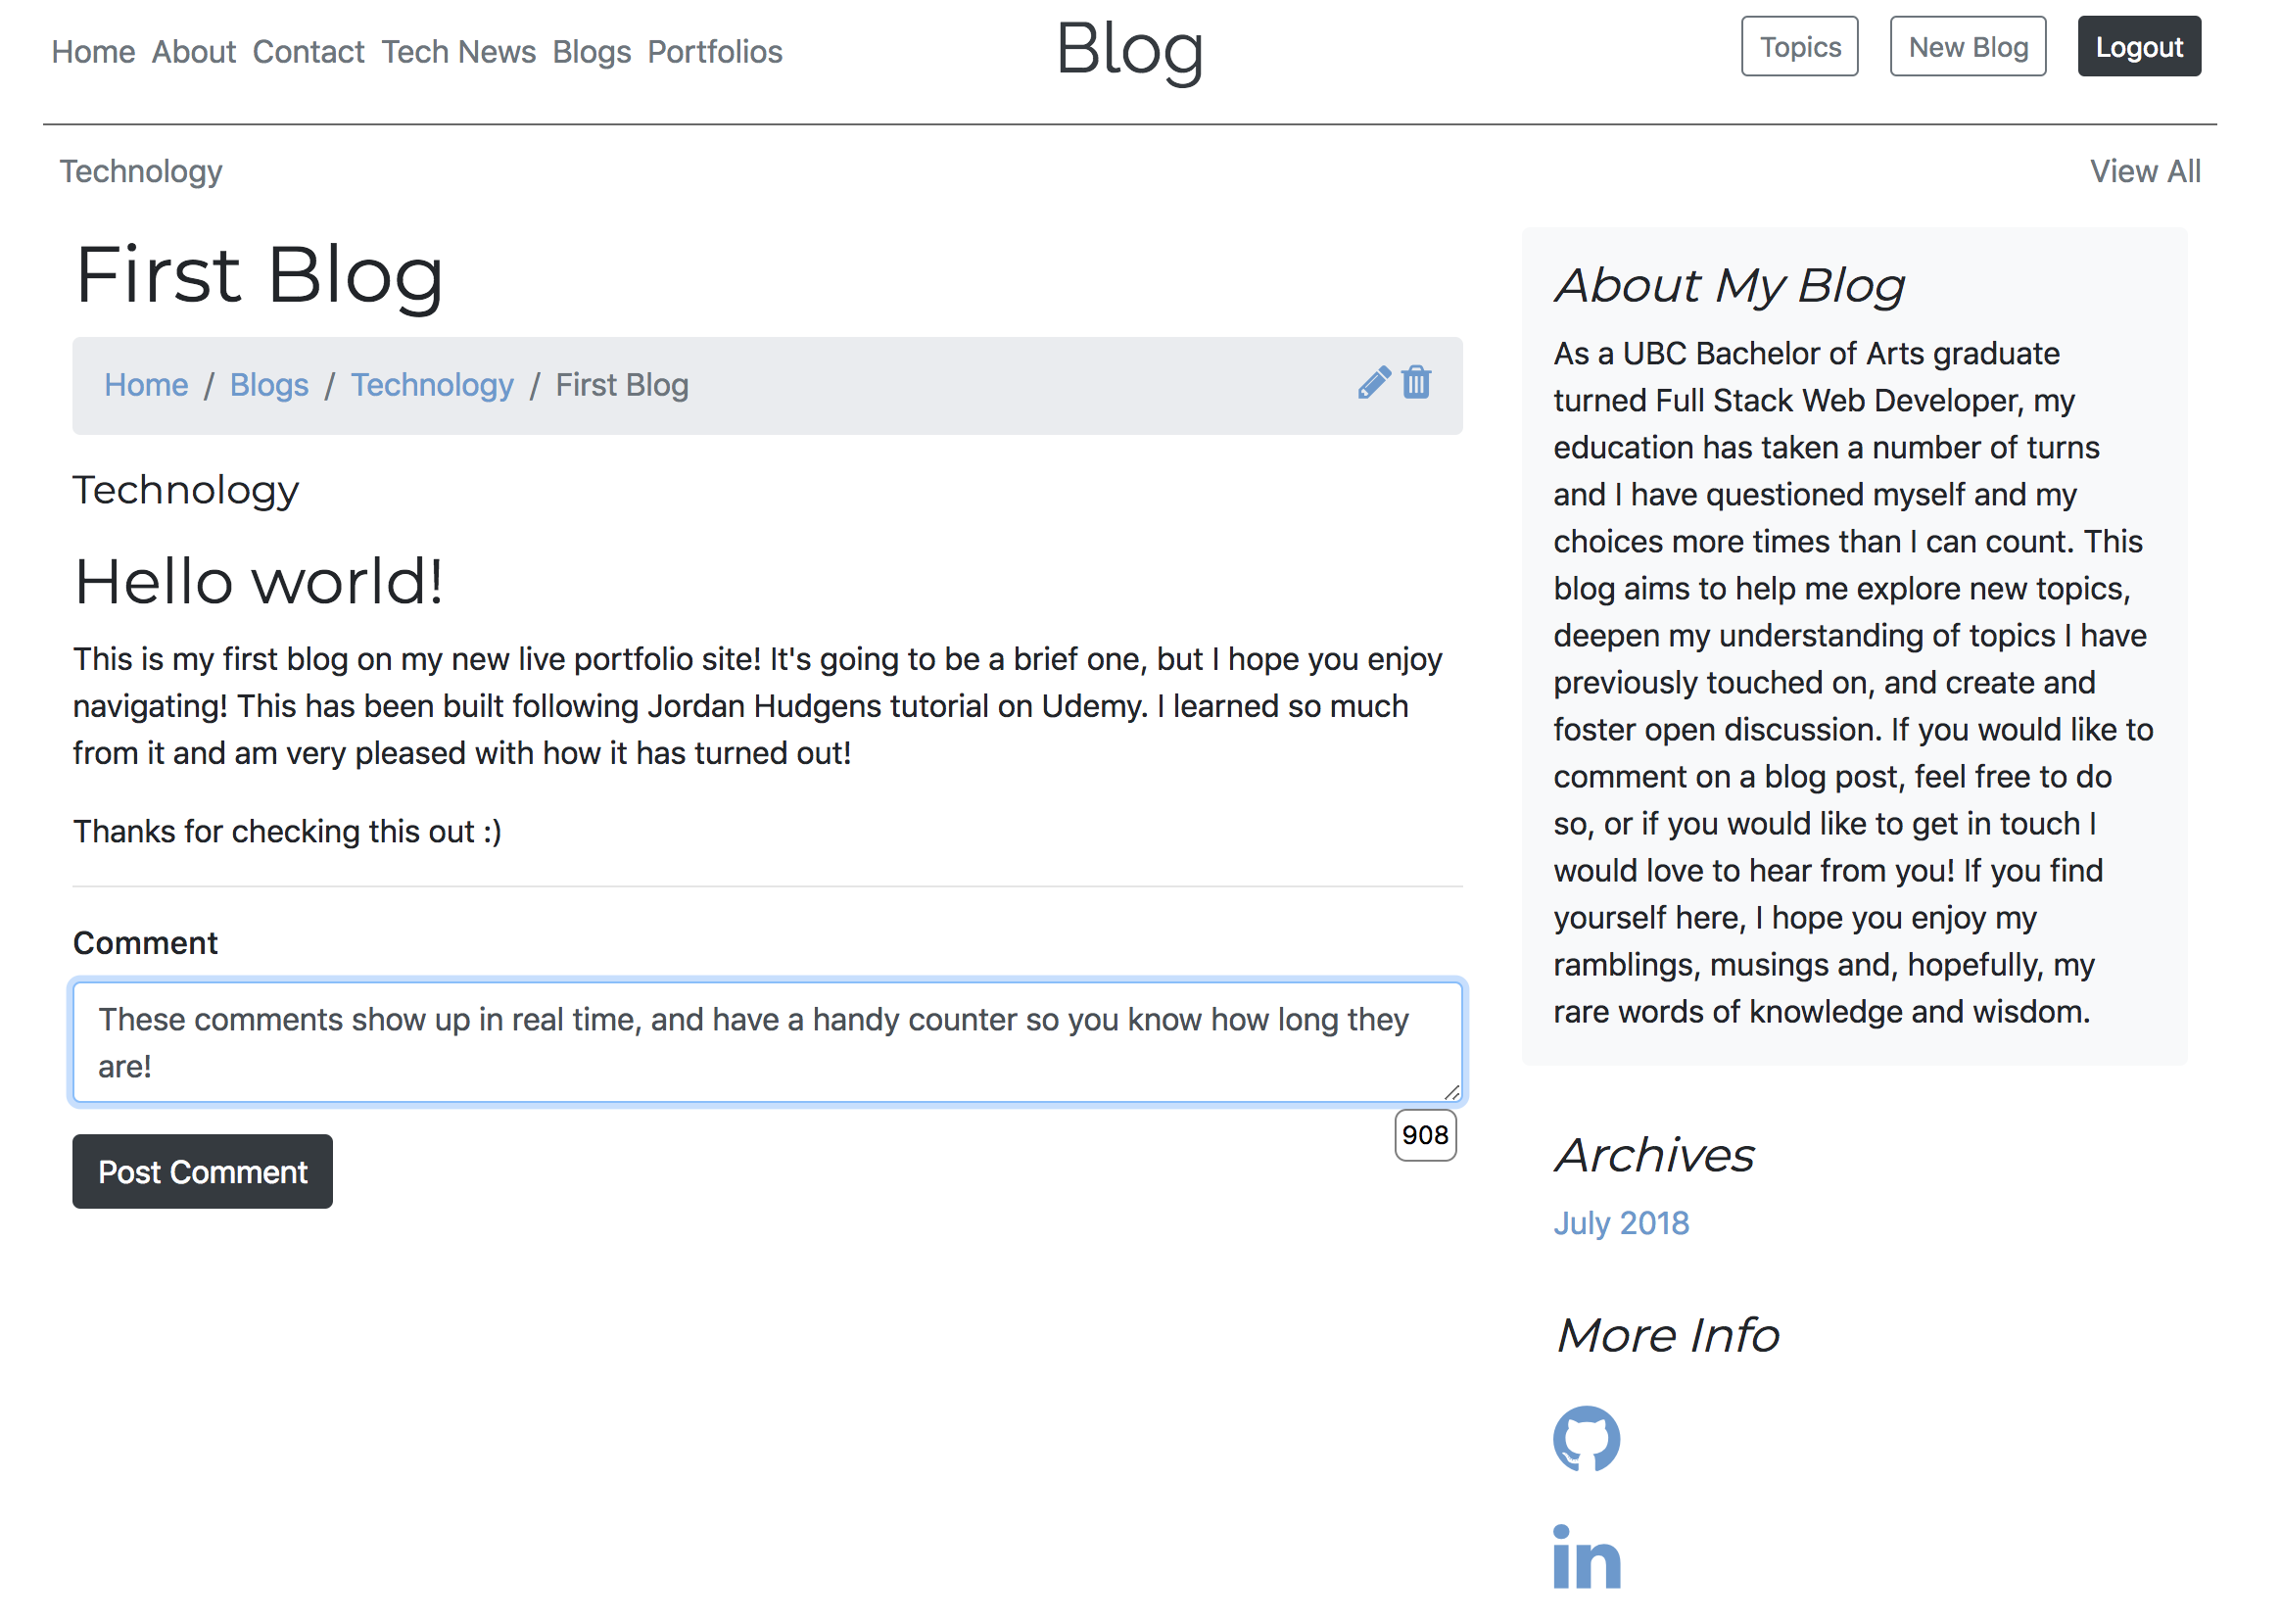 Home About Contact Tech News Blogs Portfolios
Blog
Topics
New Blog
Logout
Technology
View All
First Blog
Home / Blogs / Technology / First Blog
Technology
Hello world!
This is my first blog on my new live portfolio site! It's going to be a brief one, but I hope you enjoy
navigating! This has been built following Jordan Hudgens tutorial on Udemy. I learned so much
from it and am very pleased with how it has turned out!
Thanks for checking this out :)
Comment
These comments show up in real time, and have a handy counter so you know how long they
are!
908
Post Comment
About My Blog
As a UBC Bachelor of Arts graduate
turned Full Stack Web Developer, my
education has taken a number of turns
and I have questioned myself and my
choices more times than I can count. This
blog aims to help me explore new topics,
deepen my understanding of topics I have
previously touched on, and create and
foster open discussion. If you would like to
comment on a blog post, feel free to do
so, or if you would like to get in touch I
would love to hear from you! If you find
yourself here, I hope you enjoy my
ramblings, musings and, hopefully, my
rare words of knowledge and wisdom.
Archives
July 2018
More Info
in